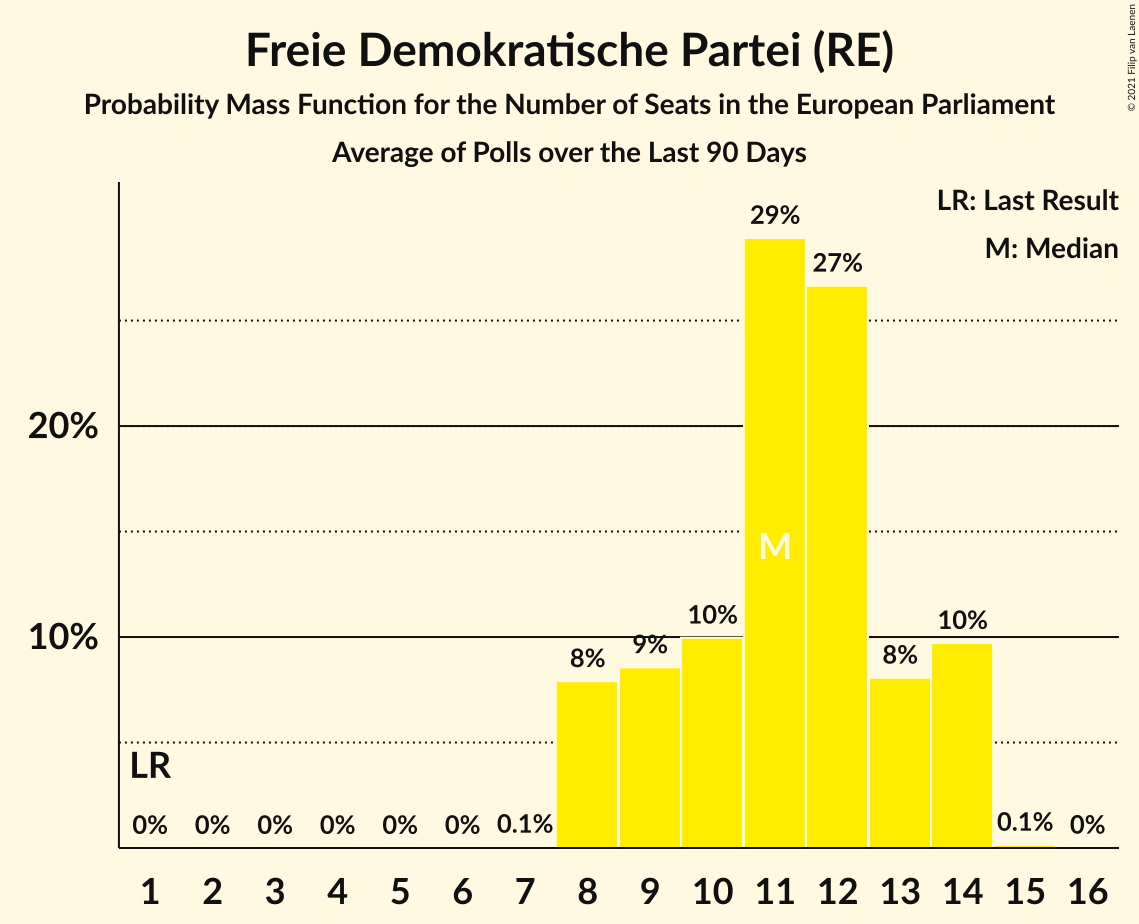 Freie Demokratische Partei (RE)
Probability Mass Function for the Number of Seats in the European Parliament
Average of Polls over the Last 90 Days
© 2021 Filip van Laenen
LR: Last Result
M: Median
29%
27%
20%
M
10%
10%
10%
9%
8%
8%
LR
0% 0% 0% 0% 0% 0% 0.1% 0.1% 0%
1 2 3 4 5 6 7 8 9 10 11 12 13 14 15 16